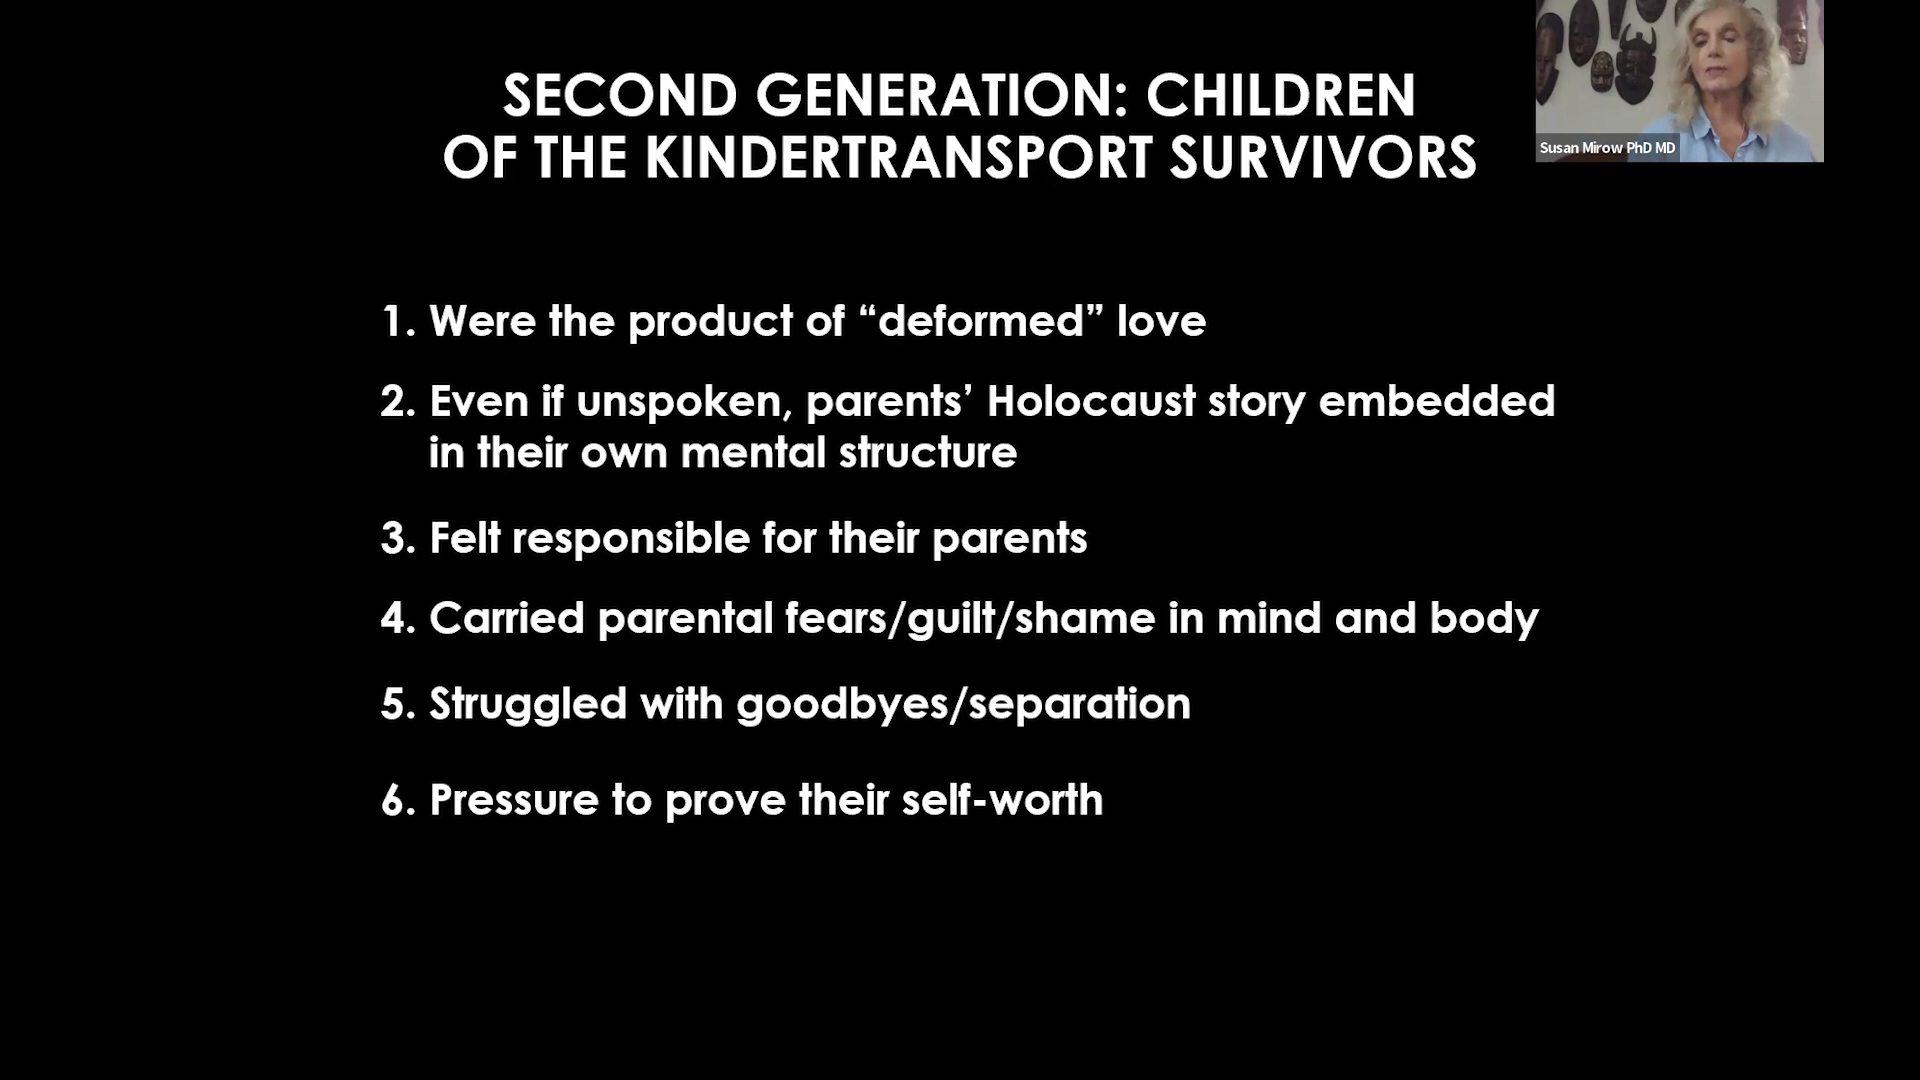 SECOND GENERATION: CHILDREN
OF THE KINDERTRANSPORT SURVIVORS
Susan Mirow PhD MD
1. Were the product of “deformed” love
2. Even if unspoken, parents’ Holocaust story embedded
in their own mental structure
3. Felt responsible for their parents
4. Carried parental fears/guilt/shame in mind and body
5. Struggled with goodbyes/separation
6. Pressure to prove their self-worth